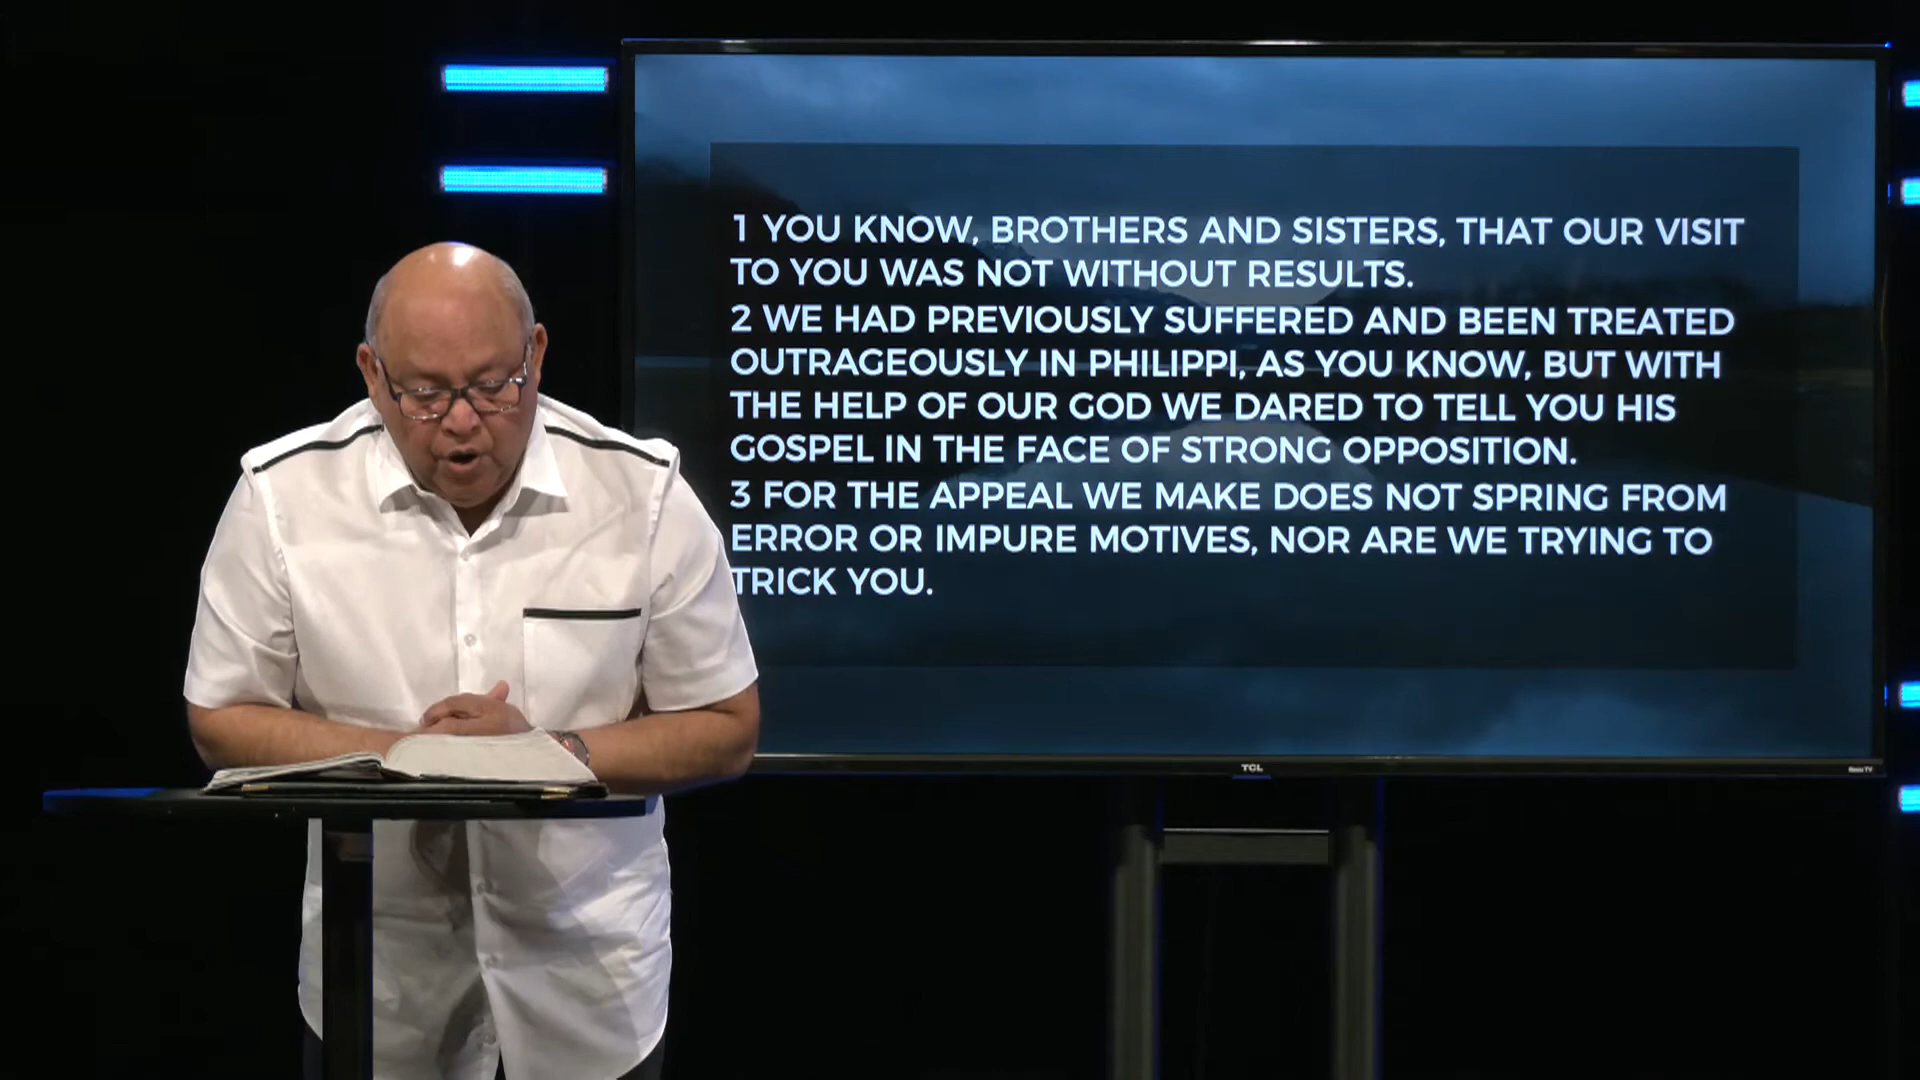 1 YOU KNOW, BROTHERS AND SISTERS, THAT OUR VISIT
TO YOU WAS NOT WITHOUT RESULTS.
2 WE HAD PREVIOUSLY SUFFERED AND BEEN TREATED
OUTRAGEOUSLY IN PHILIPPI, AS YOU KNOW, BUT WITH
THE HELP OF OUR GOD WE DARED TO TELL YOU HIS
GOSPEL IN THE FACE OF STRONG OPPOSITION.
3 FOR THE APPEAL WE MAKE DOES NOT SPRING FROM
ERROR OR IMPURE MOTIVES, NOR ARE WE TRYING TO
TRICK YOU.
TCL
Roku TV